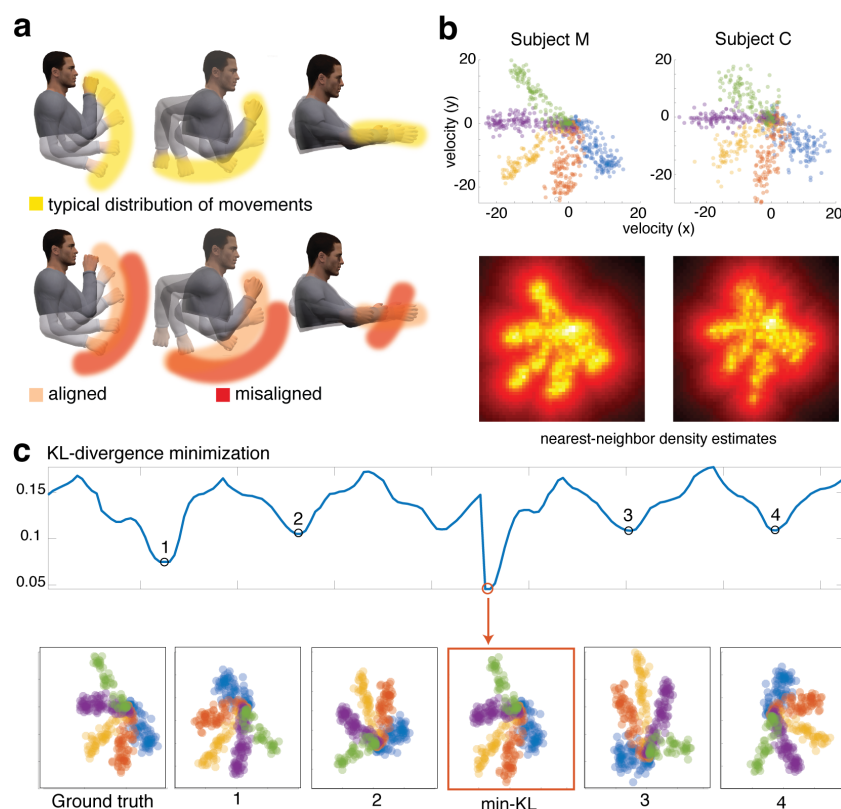 a
typical distribution of movements
aligned
misaligned
b
Subject M
Subject C
20
0
-20
velocity (y)
-20
0
20
20
0
-20
-20
0
20
velocity (x)
nearest-neighbor density estimates
c KL-divergence minimization
0.15
0.1
0.05
1
2
3
4
Ground truth
1
2
min-KL
3
4